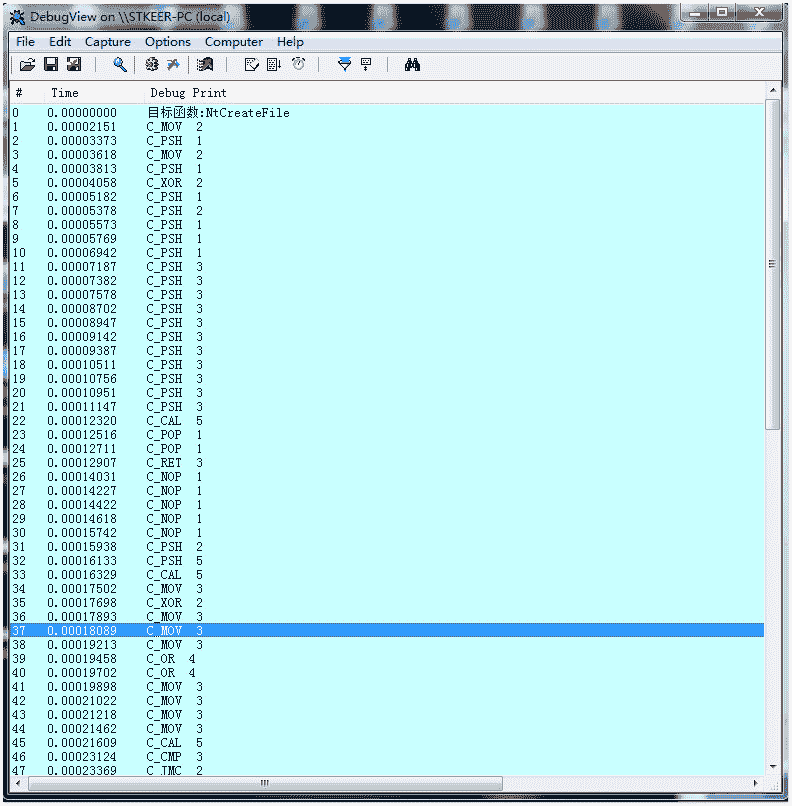 DebugView on \\STKEER-PC (local)
File Edit Capture Options Computer Help
# Time Debug Print
0 0.00000000 目标函数:NtCreateFile
1 0.00002151 C_MOV 2
2 0.00003373 C_PSH 1
3 0.00003618 C_MOV 2
4 0.00003813 C_PSH 1
5 0.00004058 C_XOR 2
6 0.00005182 C_PSH 1
7 0.00005378 C_PSH 2
8 0.00005573 C_PSH 1
9 0.00005769 C_PSH 1
10 0.00006942 C_PSH 1
11 0.00007187 C_PSH 3
12 0.00007382 C_PSH 3
13 0.00007578 C_PSH 3
14 0.00008702 C_PSH 3
15 0.00008947 C_PSH 3
16 0.00009142 C_PSH 3
17 0.00009387 C_PSH 3
18 0.00010511 C_PSH 3
19 0.00010756 C_PSH 3
20 0.00010951 C_PSH 3
21 0.00011147 C_PSH 3
22 0.00012320 C_CAL 5
23 0.00012516 C_POP 1
24 0.00012711 C_POP 1
25 0.00012907 C_RET 3
26 0.00014031 C_NOP 1
27 0.00014227 C_NOP 1
28 0.00014422 C_NOP 1
29 0.00014618 C_NOP 1
30 0.00015742 C_NOP 1
31 0.00015938 C_PSH 2
32 0.00016133 C_PSH 5
33 0.00016329 C_CAL 5
34 0.00017502 C_MOV 3
35 0.00017698 C_XOR 2
36 0.00017893 C_MOV 3
37 0.00018089 C_MOV 3
38 0.00019213 C_MOV 3
39 0.00019458 C_OR 4
40 0.00019702 C_OR 4
41 0.00019898 C_MOV 3
42 0.00021022 C_MOV 3
43 0.00021218 C_MOV 3
44 0.00021462 C_MOV 3
45 0.00021609 C_CAL 5
46 0.00023124 C_CMP 3
47 0.00023369 C_JMC 2